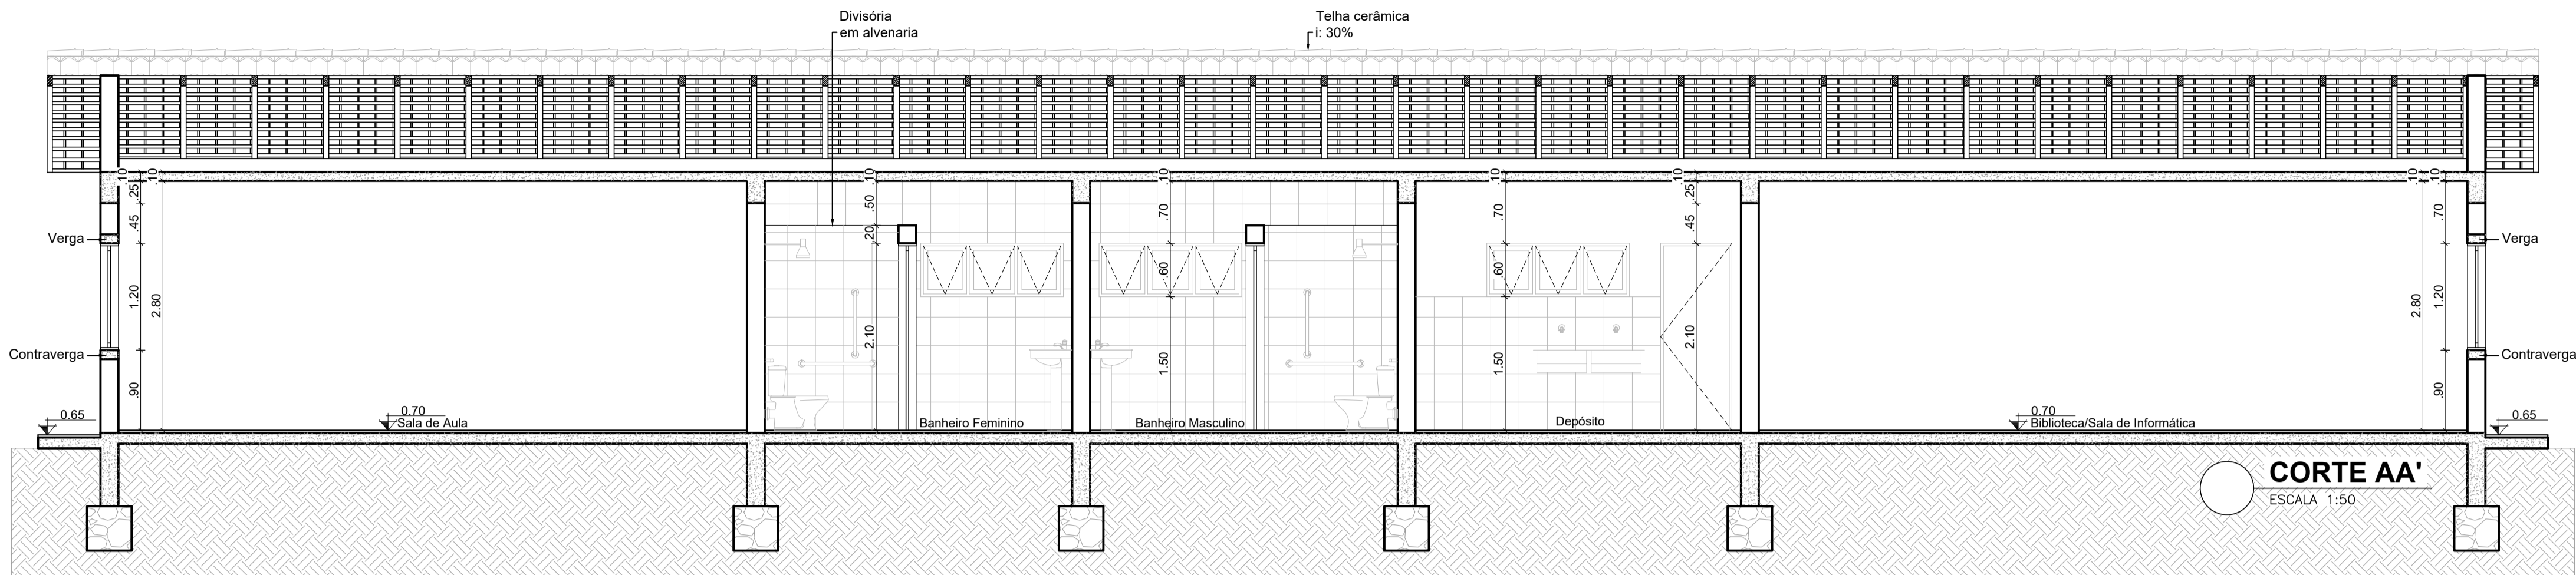 Divisória
em alvenaria
Telha cerâmica
i: 30%
.10
.10
.10
.10
.10
.10
.10
.10
.25
.50
.70
.70
.25
.70
.45
.20
.45
Verga
Verga
.60
.60
1.20
2.80
2.80
1.20
2.10
2.10
1.50
1.50
Contraverga
Contraverga
.90
.90
0.65
0.70
Sala de Aula
Banheiro Feminino
Banheiro Masculino
Depósito
0.70
Biblioteca/Sala de Informática
0.65
CORTE AA'
ESCALA 1:50